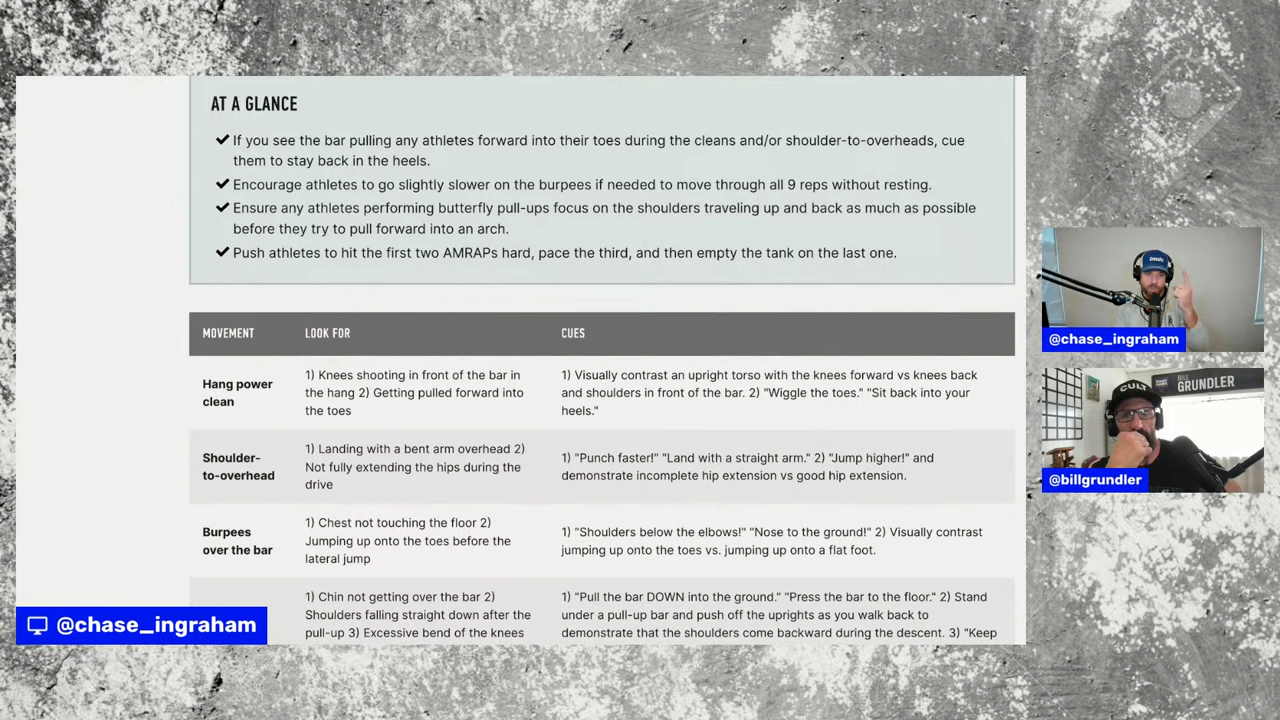 AT A GLANCE
✔ If you see the bar pulling any athletes forward into their toes during the cleans and/or shoulder-to-overheads, cue
them to stay back in the heels.
✔ Encourage athletes to go slightly slower on the burpees if needed to move through all 9 reps without resting.
✔ Ensure any athletes performing butterfly pull-ups focus on the shoulders traveling up and back as much as possible
before they try to pull forward into an arch.
✔ Push athletes to hit the first two AMRAPs hard, pace the third, and then empty the tank on the last one.
MOVEMENT LOOK FOR CUES
Hang power
clean
1) Knees shooting in front of the bar in
the hang 2) Getting pulled forward into
the toes
1) Visually contrast an upright torso with the knees forward vs knees back
and shoulders in front of the bar. 2) "Wiggle the toes." "Sit back into your
heels."
Shoulder-
to-overhead
1) Landing with a bent arm overhead 2)
Not fully extending the hips during the
drive
1) "Punch faster!" "Land with a straight arm." 2) "Jump higher!" and
demonstrate incomplete hip extension vs good hip extension.
Burpees
over the bar
1) Chest not touching the floor 2)
Jumping up onto the toes before the
lateral jump
1) "Shoulders below the elbows!" "Nose to the ground!" 2) Visually contrast
jumping up onto the toes vs. jumping up onto a flat foot.
1) Chin not getting over the bar 2)
Shoulders falling straight down after the
pull-up 3) Excessive bend of the knees
1) "Pull the bar DOWN into the ground." "Press the bar to the floor." 2) Stand
under a pull-up bar and push off the uprights as you walk back to
demonstrate that the shoulders come backward during the descent. 3) "Keep
@chase_ingraham
CrossFit
@chase_ingraham
CULT
BILL
GRUNDLER
@billgrundler